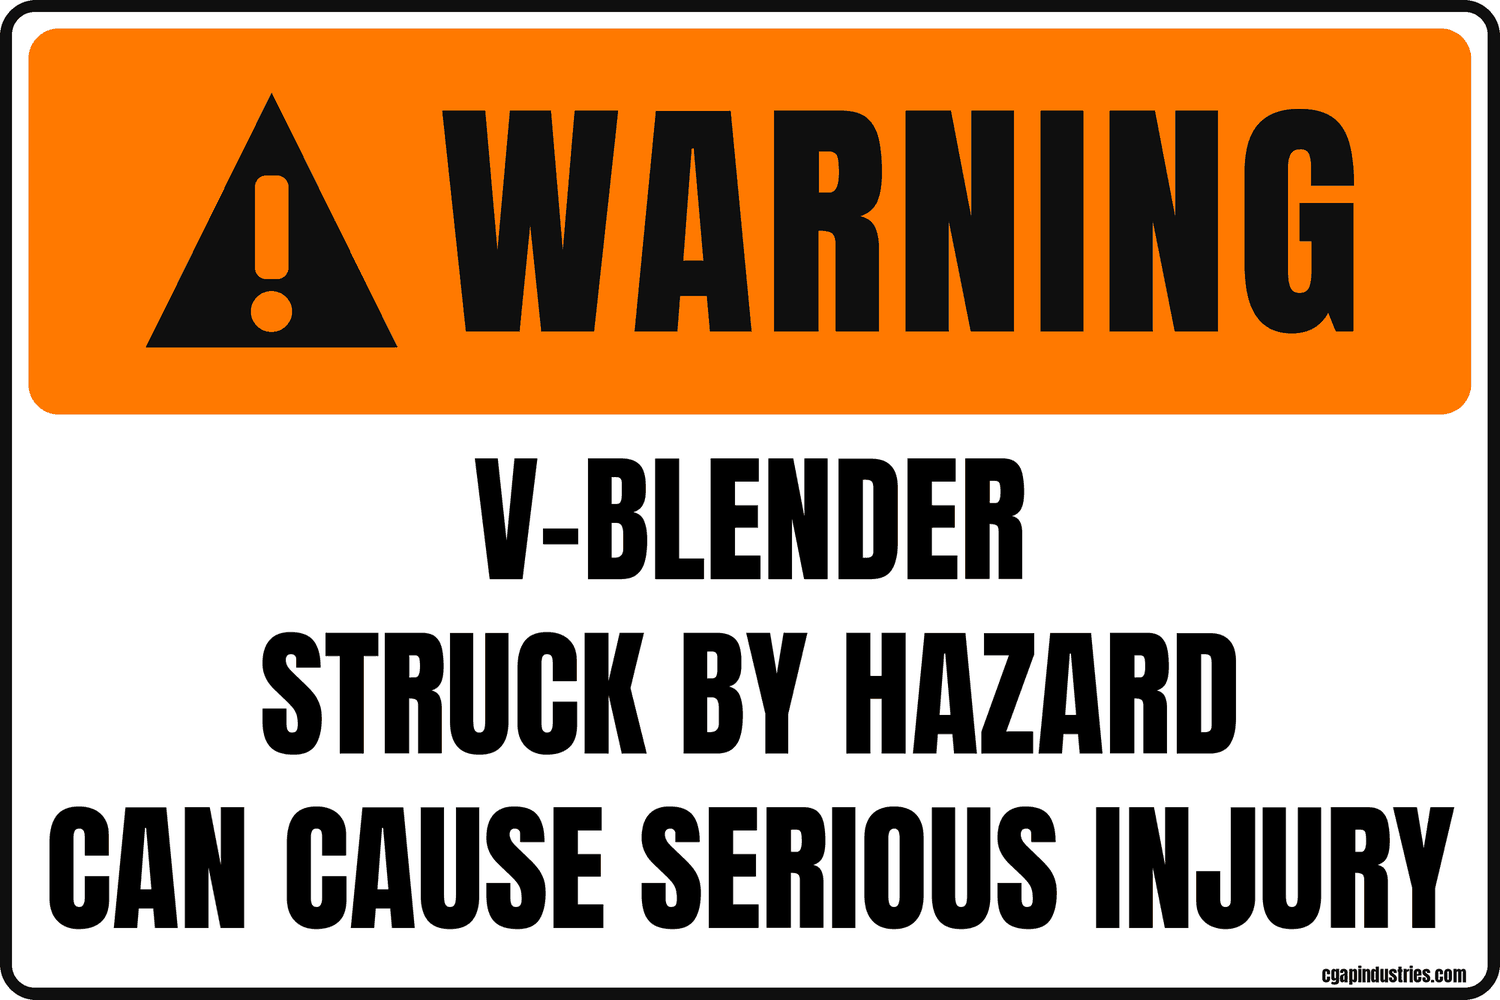 WARNING
V-BLENDER
STRUCK BY HAZARD
CAN CAUSE SERIOUS INJURY
cgapindustries.com